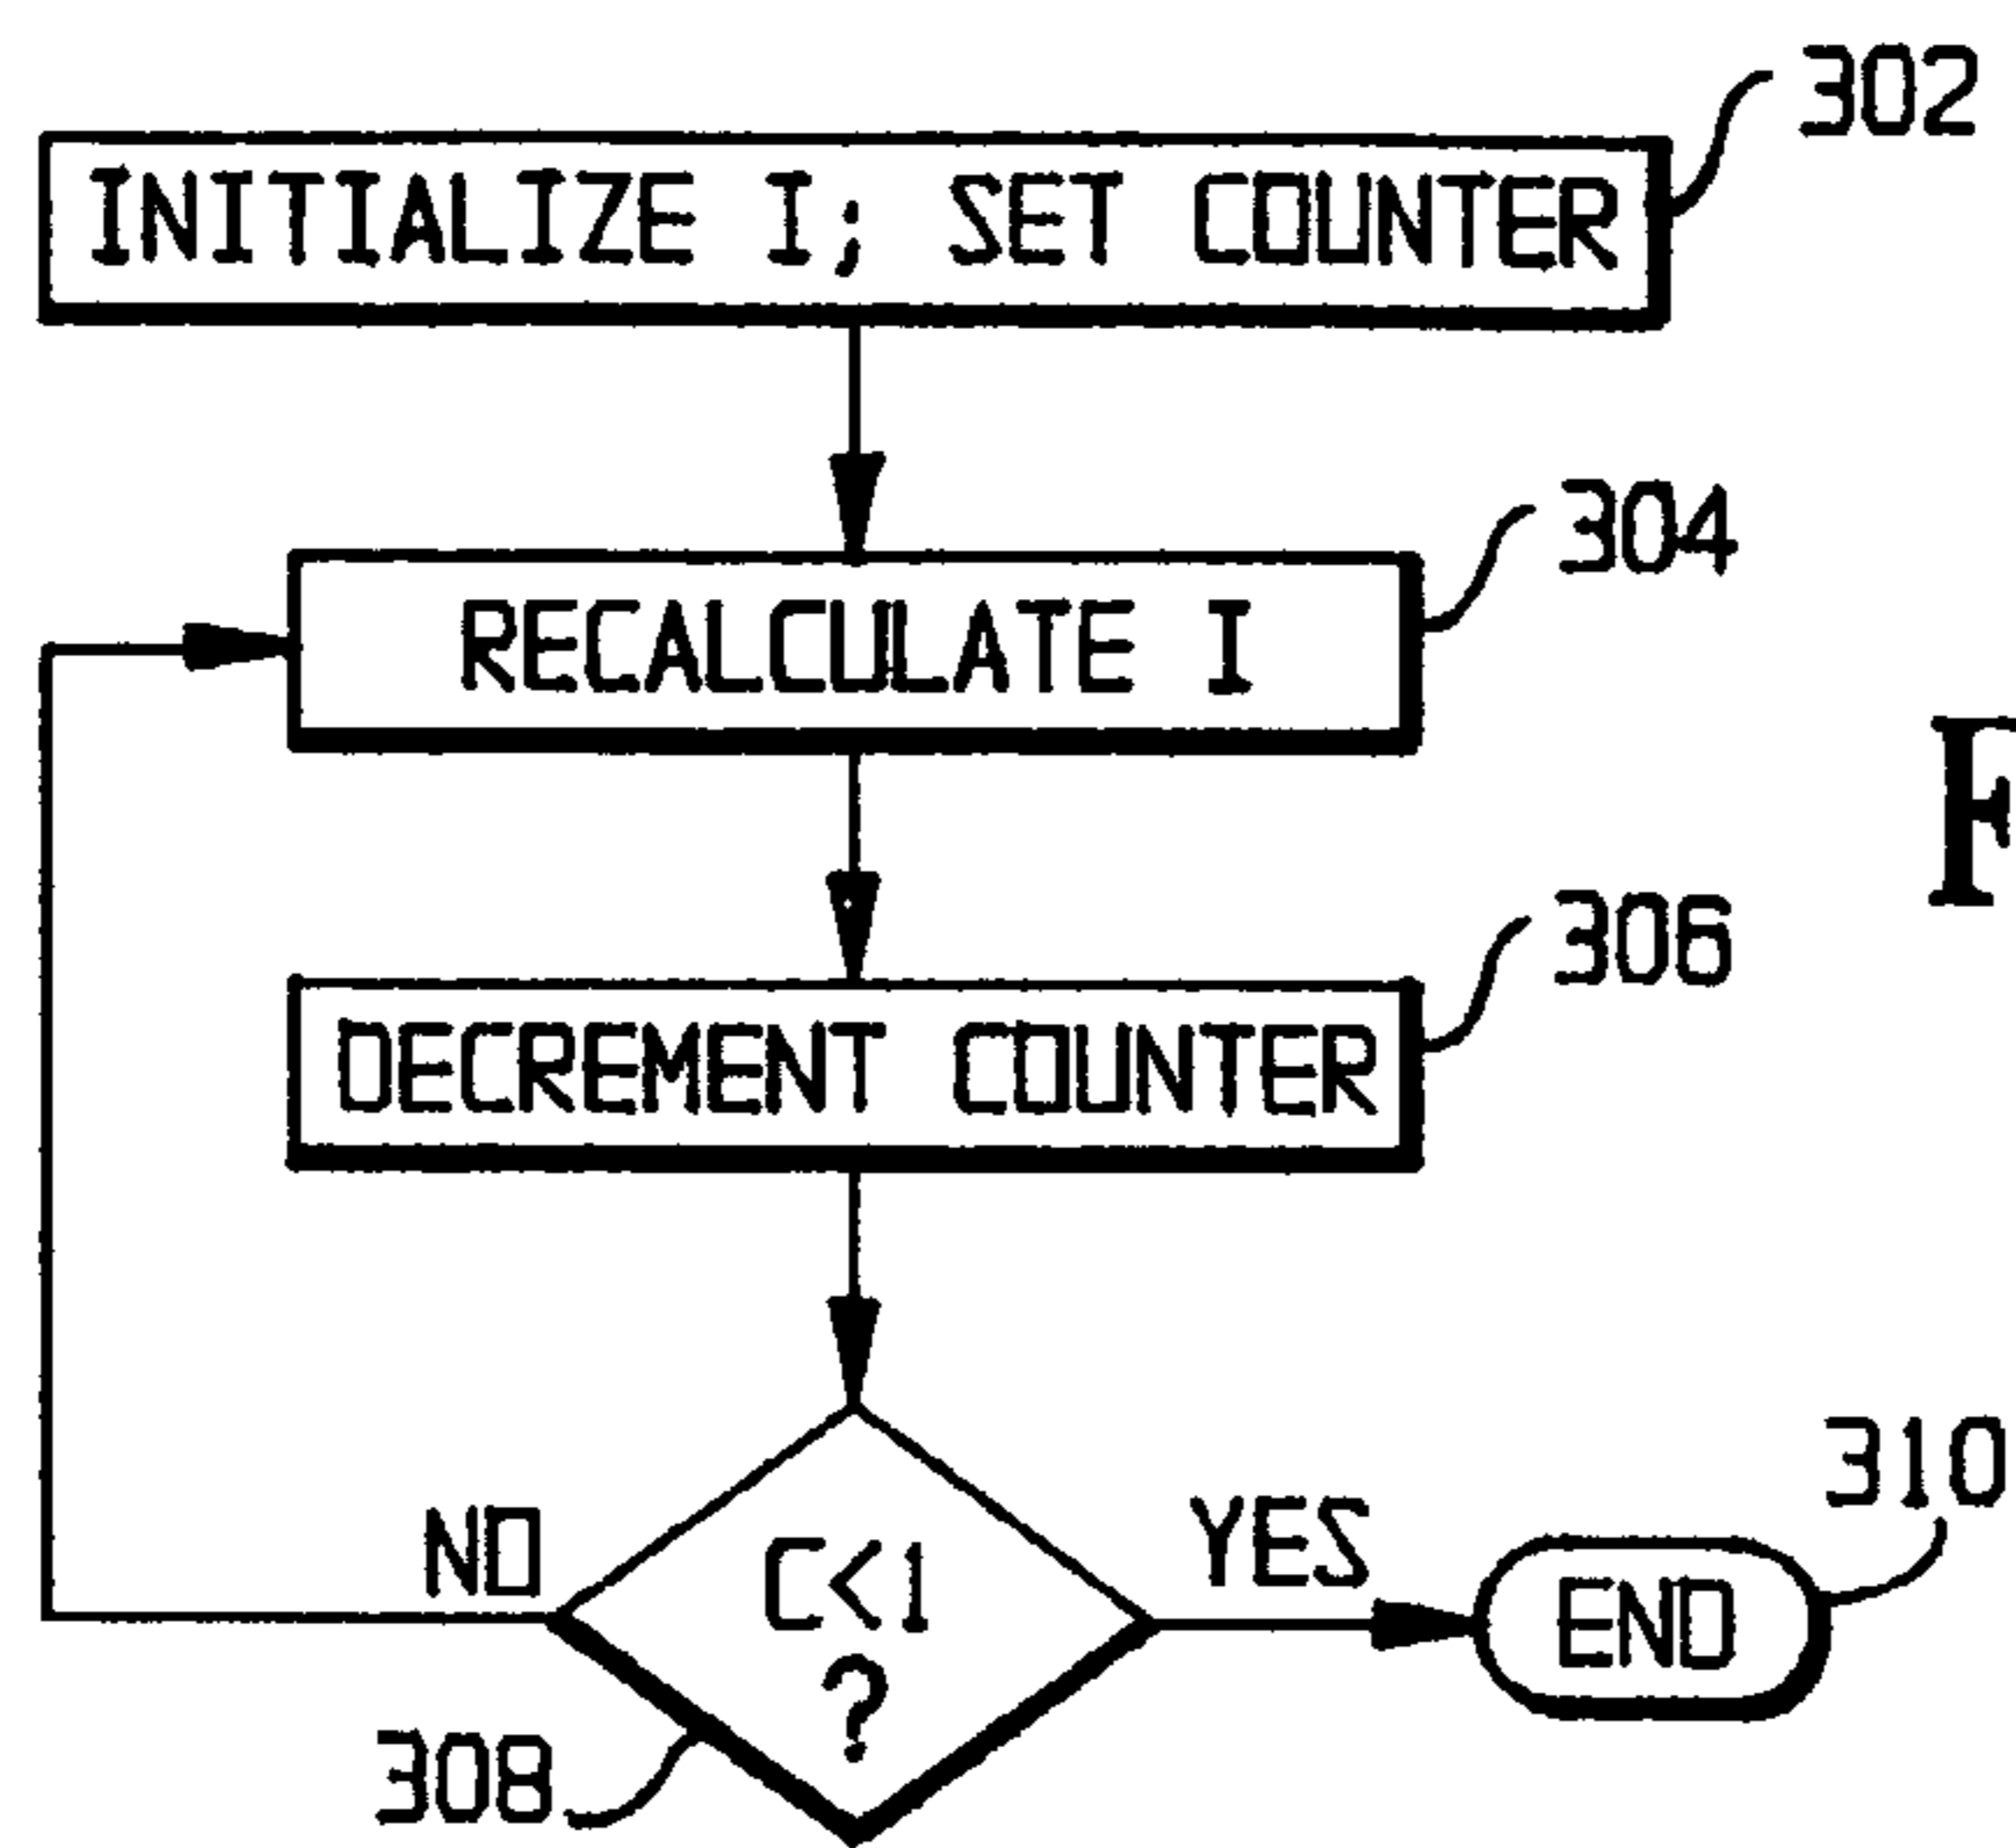 302
INITIALIZE I; SET COUNTER
304
RECALCULATE I
F
306
DECREMENT COUNTER
310
NO
YES
C<1
?
END
308